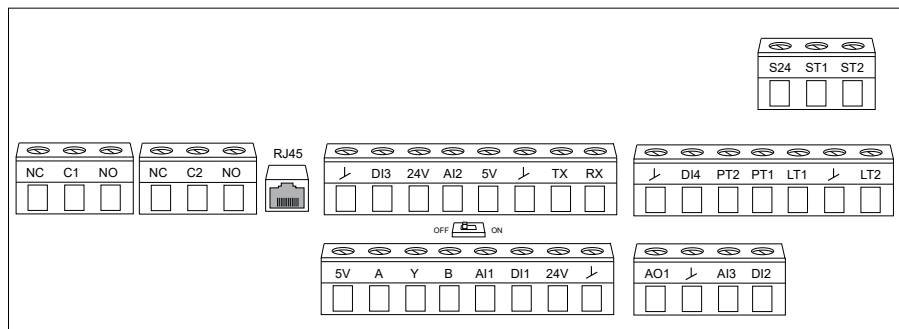 S24 ST1 ST2
RJ45
NC C1 NO NC C2 NO DI3 24V AI2 5V TX RX DI4 PT2 PT1 LT1 LT2
OFF ON
5V A Y B AI1 DI1 24V AO1 AI3 DI2